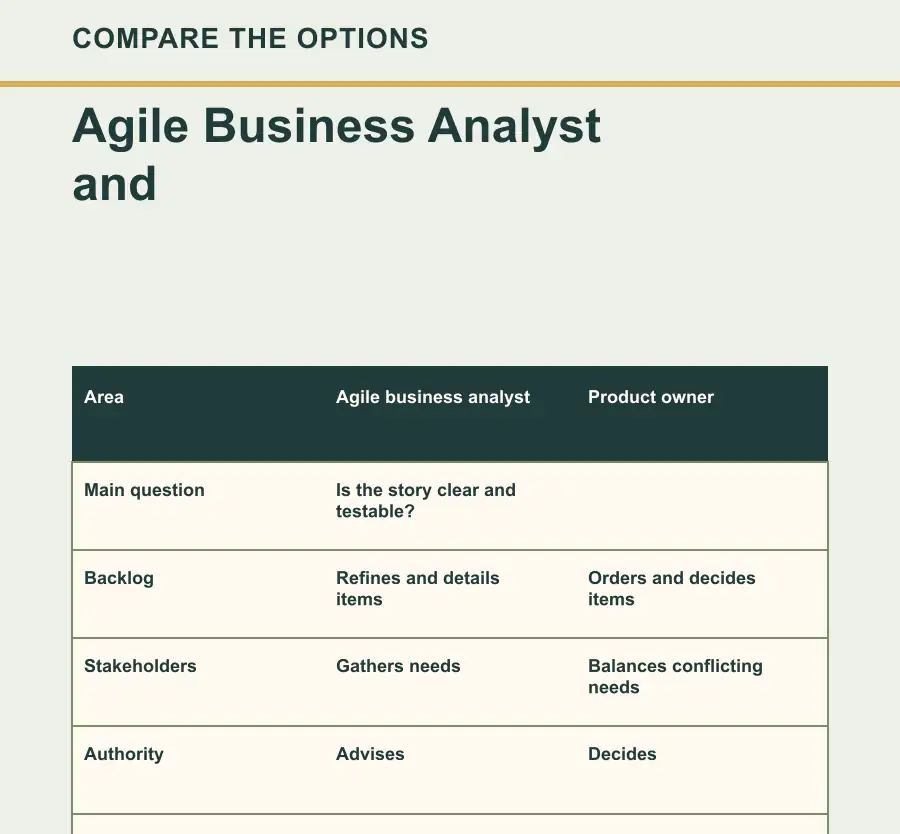 COMPARE THE OPTIONS
Agile Business Analyst
and
Area
Agile business analyst
Product owner
Main question
Is the story clear and
testable?
Backlog
Refines and details
items
Orders and decides
items
Stakeholders
Gathers needs
Balances conflicting
needs
Authority
Advises
Decides